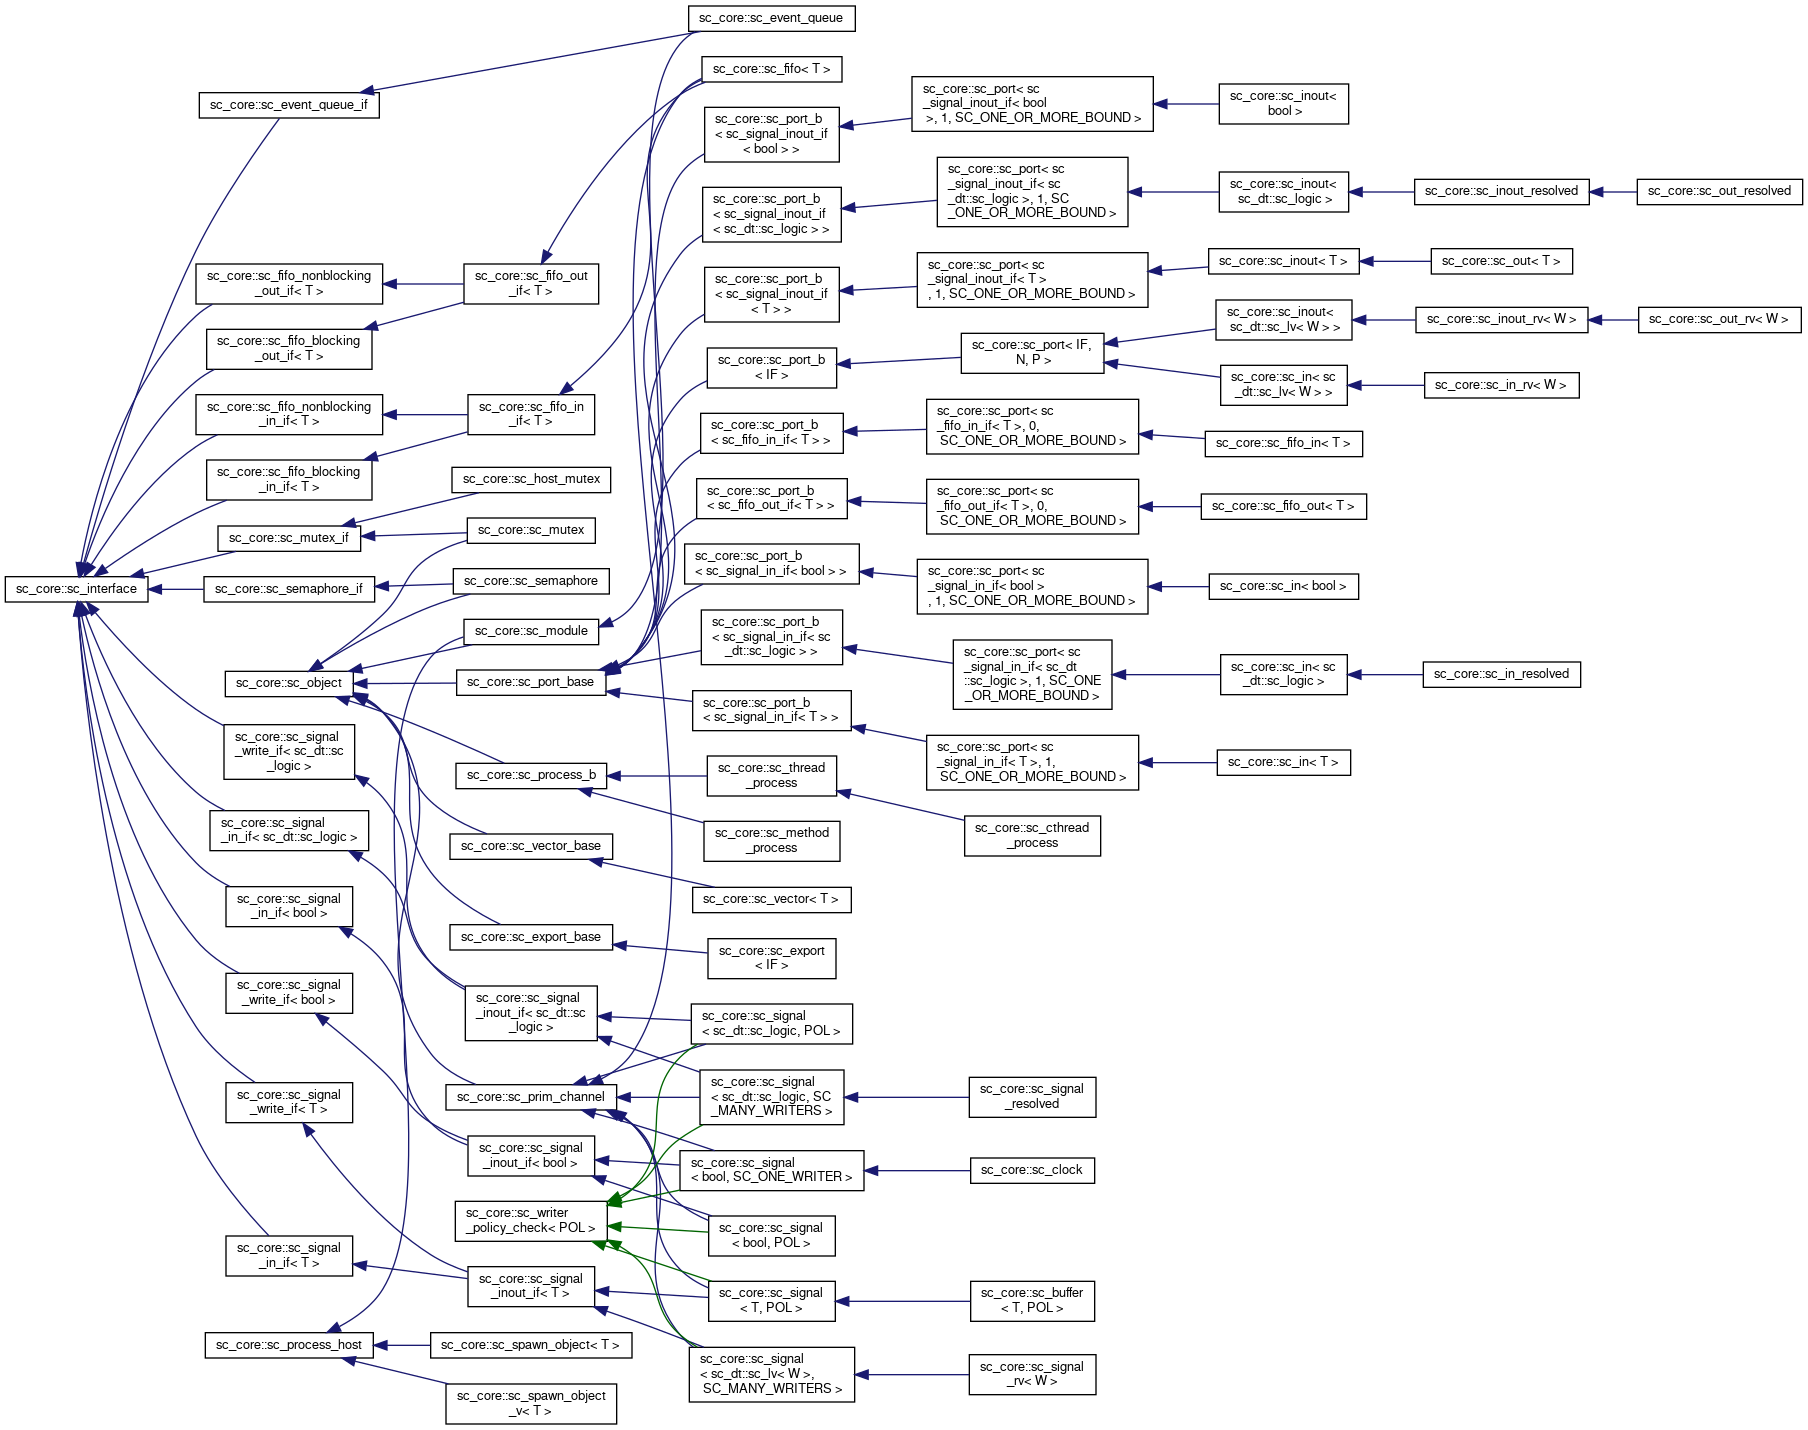 sc_core::sc_interface
sc_core::sc_event_queue_if
sc_core::sc_fifo_nonblocking
_out_if< T >
sc_core::sc_fifo_blocking
_out_if< T >
sc_core::sc_fifo_nonblocking
_in_if< T >
sc_core::sc_fifo_blocking
_in_if< T >
sc_core::sc_mutex_if
sc_core::sc_semaphore_if
sc_core::sc_object
sc_core::sc_signal
_write_if< sc_dt::sc
_logic >
sc_core::sc_signal
_in_if< sc_dt::sc_logic >
sc_core::sc_signal
_in_if< bool >
sc_core::sc_signal
_write_if< bool >
sc_core::sc_signal
_write_if< T >
sc_core::sc_signal
_in_if< T >
sc_core::sc_process_host
sc_core::sc_fifo_out
_if< T >
sc_core::sc_fifo_in
_if< T >
sc_core::sc_host_mutex
sc_core::sc_mutex
sc_core::sc_semaphore
sc_core::sc_module
sc_core::sc_port_base
sc_core::sc_process_b
sc_core::sc_vector_base
sc_core::sc_export_base
sc_core::sc_signal
_inout_if< sc_dt::sc
_logic >
sc_core::sc_prim_channel
sc_core::sc_signal
_inout_if< bool >
sc_core::sc_writer
_policy_check< POL >
sc_core::sc_signal
_inout_if< T >
sc_core::sc_spawn_object< T >
sc_core::sc_spawn_object
_v< T >
sc_core::sc_event_queue
sc_core::sc_fifo< T >
sc_core::sc_port_b
< sc_signal_inout_if
< bool > >
sc_core::sc_port_b
< sc_signal_inout_if
< sc_dt::sc_logic > >
sc_core::sc_port_b
< sc_signal_inout_if
< T > >
sc_core::sc_port_b
< IF >
sc_core::sc_port_b
< sc_fifo_in_if< T > >
sc_core::sc_port_b
< sc_fifo_out_if< T > >
sc_core::sc_port_b
< sc_signal_in_if< bool > >
sc_core::sc_port_b
< sc_signal_in_if< sc
_dt::sc_logic > >
sc_core::sc_port_b
< sc_signal_in_if< T > >
sc_core::sc_thread
_process
sc_core::sc_method
_process
sc_core::sc_vector< T >
sc_core::sc_export
< IF >
sc_core::sc_signal
< sc_dt::sc_logic, POL >
sc_core::sc_signal
< sc_dt::sc_logic, SC
_MANY_WRITERS >
sc_core::sc_signal
< bool, SC_ONE_WRITER >
sc_core::sc_signal
< bool, POL >
sc_core::sc_signal
< T, POL >
sc_core::sc_signal
< sc_dt::sc_lv< W >,
SC_MANY_WRITERS >
sc_core::sc_port< sc
_signal_inout_if< bool
>, 1, SC_ONE_OR_MORE_BOUND >
sc_core::sc_port< sc
_signal_inout_if< sc
_dt::sc_logic >, 1, SC
_ONE_OR_MORE_BOUND >
sc_core::sc_port< sc
_signal_inout_if< T >
, 1, SC_ONE_OR_MORE_BOUND >
sc_core::sc_port< IF,
N, P >
sc_core::sc_port< sc
_fifo_in_if< T >, 0,
SC_ONE_OR_MORE_BOUND >
sc_core::sc_port< sc
_fifo_out_if< T >, 0,
SC_ONE_OR_MORE_BOUND >
sc_core::sc_port< sc
_signal_in_if< bool >
, 1, SC_ONE_OR_MORE_BOUND >
sc_core::sc_port< sc
_signal_in_if< sc_dt
::sc_logic >, 1, SC_ONE
_OR_MORE_BOUND >
sc_core::sc_port< sc
_signal_in_if< T >, 1,
SC_ONE_OR_MORE_BOUND >
sc_core::sc_cthread
_process
sc_core::sc_signal
_resolved
sc_core::sc_clock
sc_core::sc_buffer
< T, POL >
sc_core::sc_signal
_rv< W >
sc_core::sc_inout<
bool >
sc_core::sc_inout<
sc_dt::sc_logic >
sc_core::sc_inout< T >
sc_core::sc_inout<
sc_dt::sc_lv< W > >
sc_core::sc_in< sc
_dt::sc_lv< W > >
sc_core::sc_fifo_in< T >
sc_core::sc_fifo_out< T >
sc_core::sc_in< bool >
sc_core::sc_in< sc
_dt::sc_logic >
sc_core::sc_in< T >
sc_core::sc_inout_resolved
sc_core::sc_out< T >
sc_core::sc_inout_rv< W >
sc_core::sc_in_rv< W >
sc_core::sc_in_resolved
sc_core::sc_out_resolved
sc_core::sc_out_rv< W >